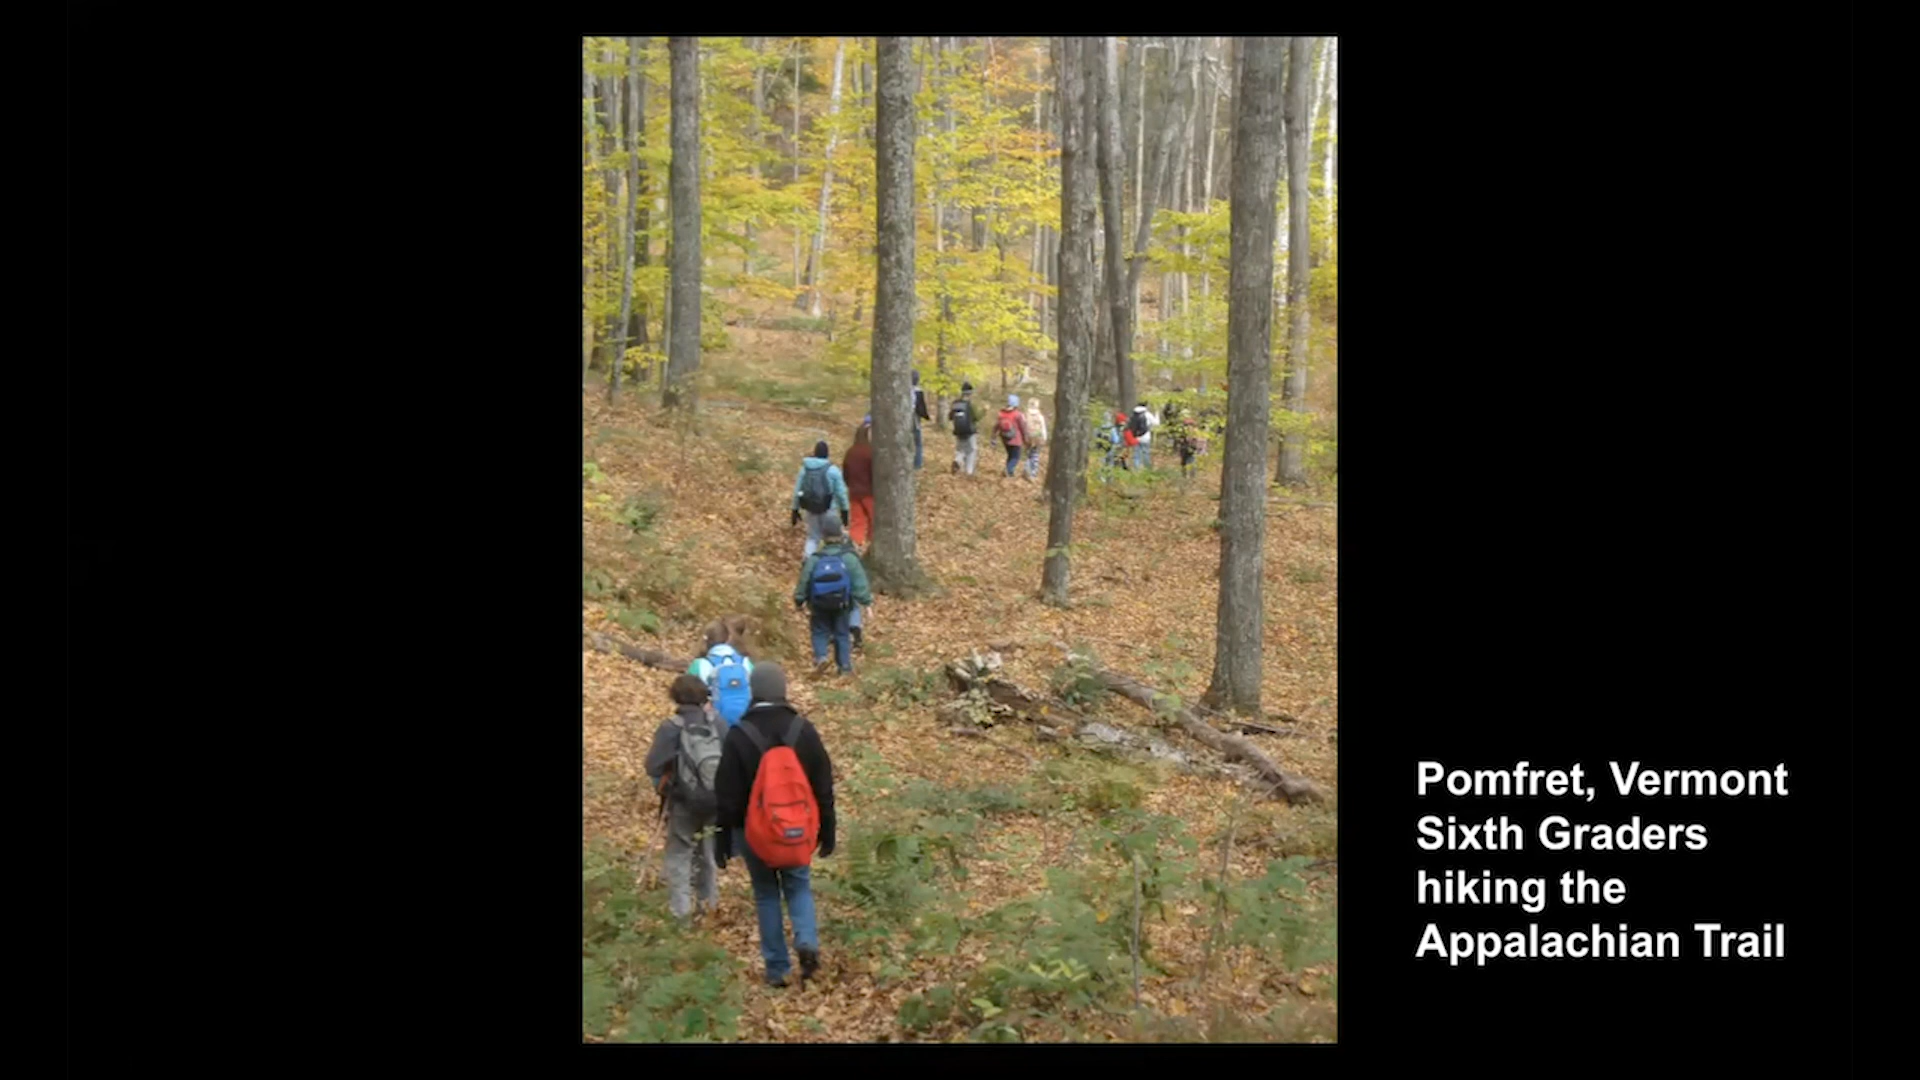 Pomfret, Vermont
Sixth Graders
hiking the
Appalachian Trail